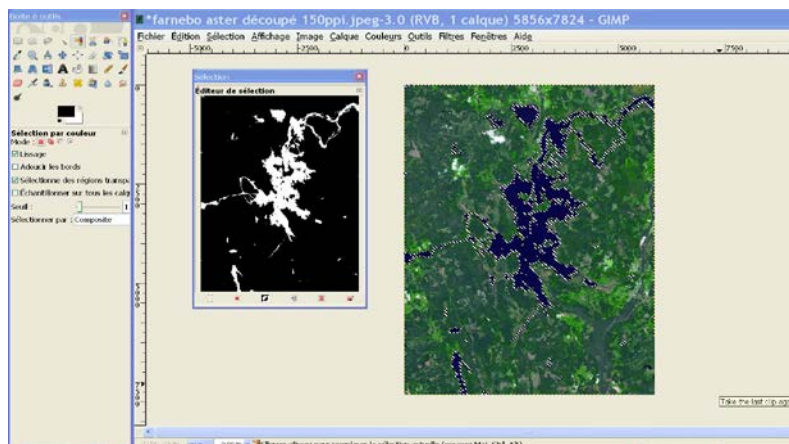 Boîte à outils
*farnebo aster découpé 150ppi.jpeg-3.0 (RVB, 1 calque) 5856x7824 - GIMP
Fichier Édition Sélection Affichage Image Calque Couleurs Outils Filtres Fenêtres Aide
-5000 -2500 0 2500 5000 7500
Sélection
Éditeur de sélection
Sélection par couleur
Mode :
Lissage
Adoucir les bords
Sélectionne des régions transpa
Échantillonner sur tous les calq
Seuil :
Sélectionner par : Composite
Take the last clip aga